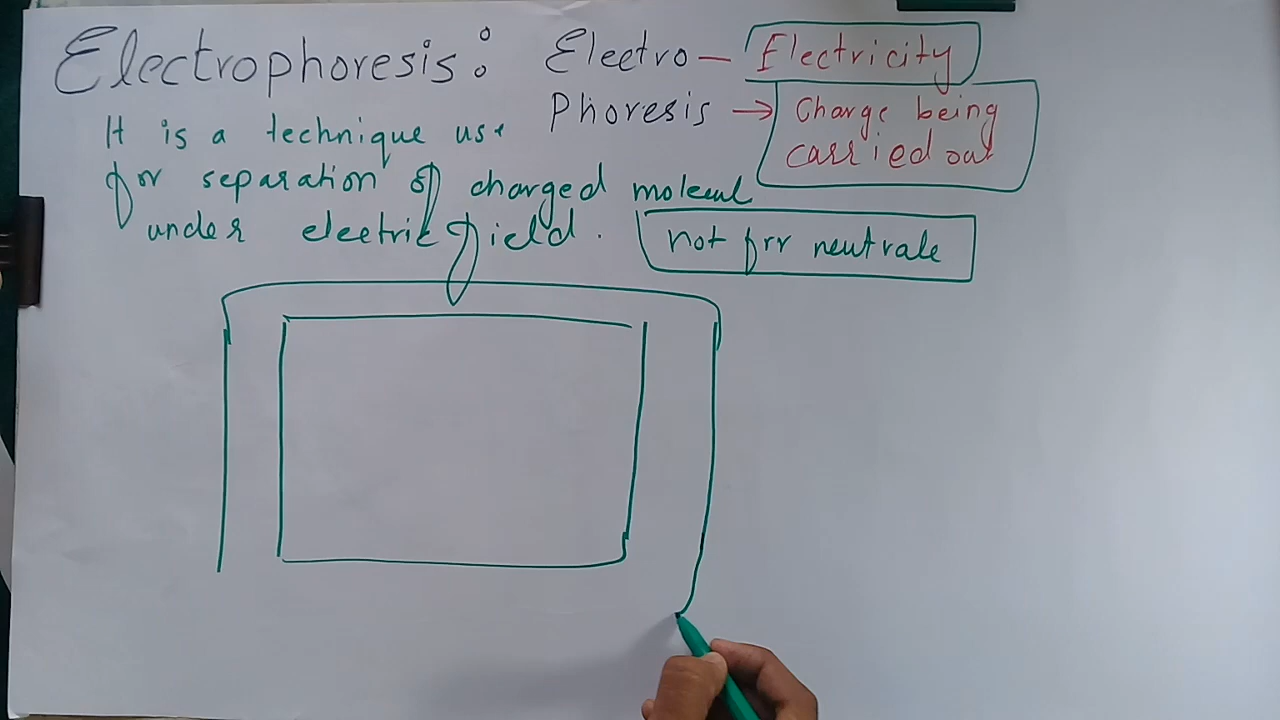 Electrophoresis:
Electro — Electricity
Phoresis → Charge being
carried out
It is a technique use
for separation of charged molecul
under electric field.
not for neutrale